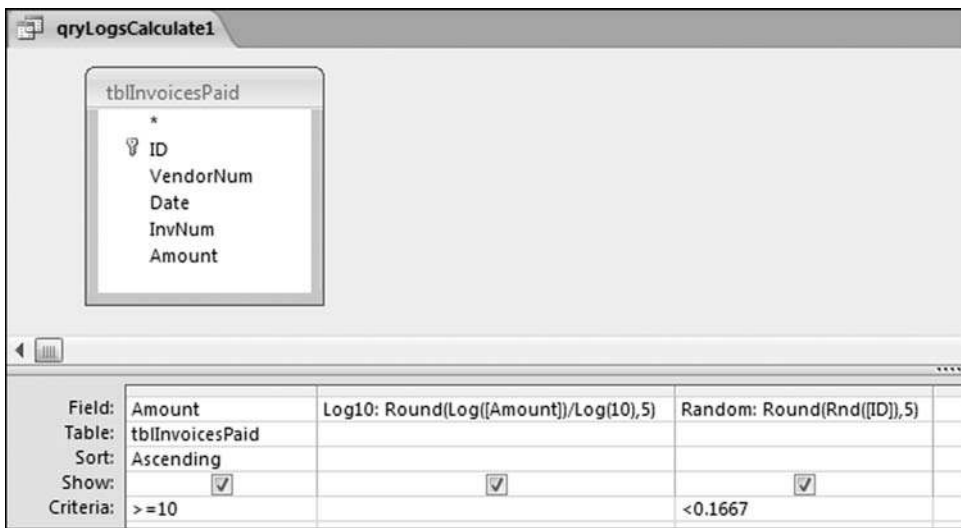 qryLogsCalculate1
tblInvoicesPaid
*
ID
VendorNum
Date
InvNum
Amount
Field: Amount Log10: Round(Log([Amount])/Log(10),5) Random: Round(Rnd([ID]),5)
Table: tblInvoicesPaid
Sort: Ascending
Show:
Criteria: >=10 <0.1667